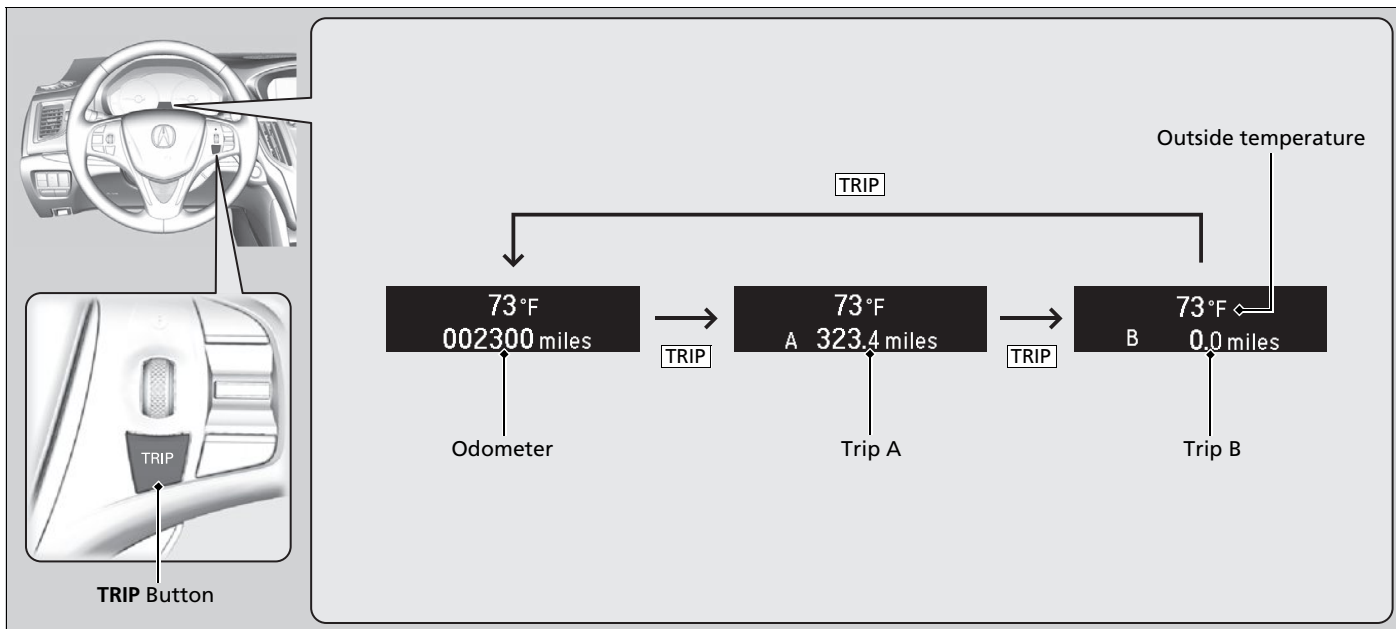 Outside temperature
TRIP
73°F
002300 miles
TRIP
73°F
A 323.4 miles
TRIP
73°F
B 0.0 miles
Odometer
Trip A
Trip B
TRIP
TRIP Button